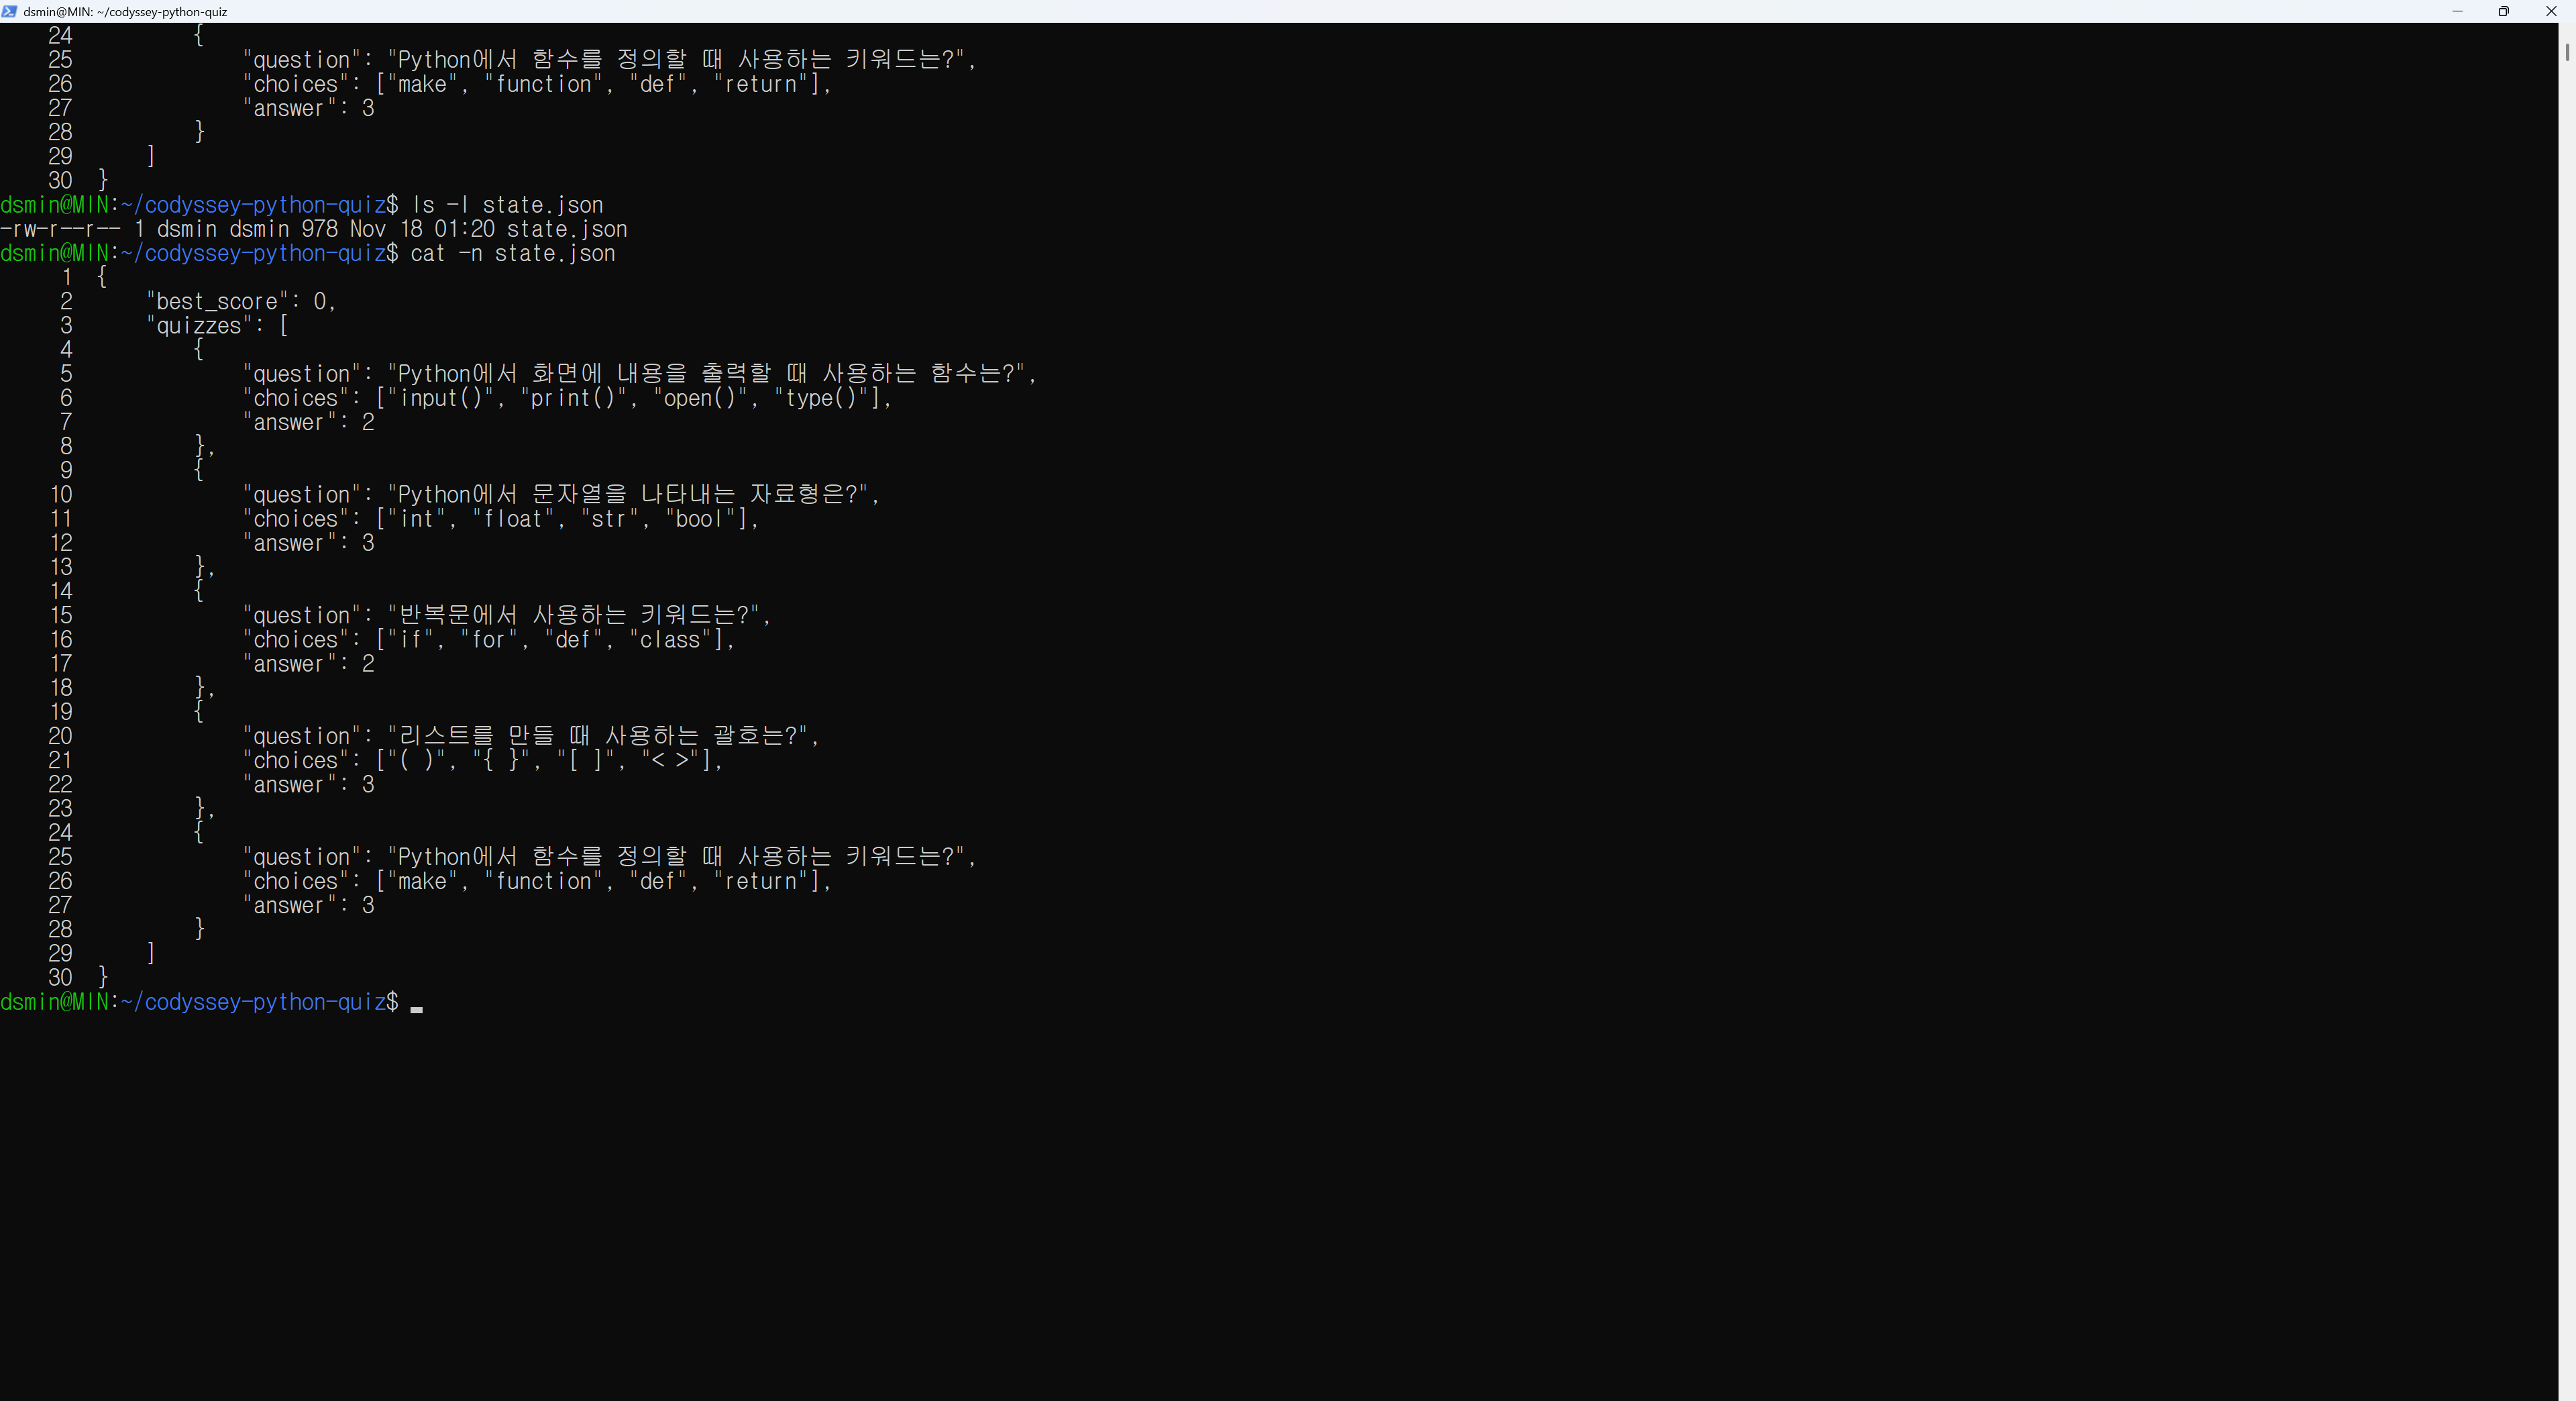 dsmin@MIN: ~/codyssey-python-quiz
24         {
25             "question": "Python에서 함수를 정의할 때 사용하는 키워드는?",
26             "choices": ["make", "function", "def", "return"],
27             "answer": 3
28         }
29     ]
30 }
dsmin@MIN:~/codyssey-python-quiz$ ls -l state.json
-rw-r--r-- 1 dsmin dsmin 978 Nov 18 01:20 state.json
dsmin@MIN:~/codyssey-python-quiz$ cat -n state.json
1 {
2     "best_score": 0,
3     "quizzes": [
4         {
5             "question": "Python에서 화면에 내용을 출력할 때 사용하는 함수는?",
6             "choices": ["input()", "print()", "open()", "type()"],
7             "answer": 2
8         },
9         {
10             "question": "Python에서 문자열을 나타내는 자료형은?",
11             "choices": ["int", "float", "str", "bool"],
12             "answer": 3
13         },
14         {
15             "question": "반복문에서 사용하는 키워드는?",
16             "choices": ["if", "for", "def", "class"],
17             "answer": 2
18         },
19         {
20             "question": "리스트를 만들 때 사용하는 괄호는?",
21             "choices": ["( )", "{ }", "[ ]", "< >"],
22             "answer": 3
23         },
24         {
25             "question": "Python에서 함수를 정의할 때 사용하는 키워드는?",
26             "choices": ["make", "function", "def", "return"],
27             "answer": 3
28         }
29     ]
30 }
dsmin@MIN:~/codyssey-python-quiz$